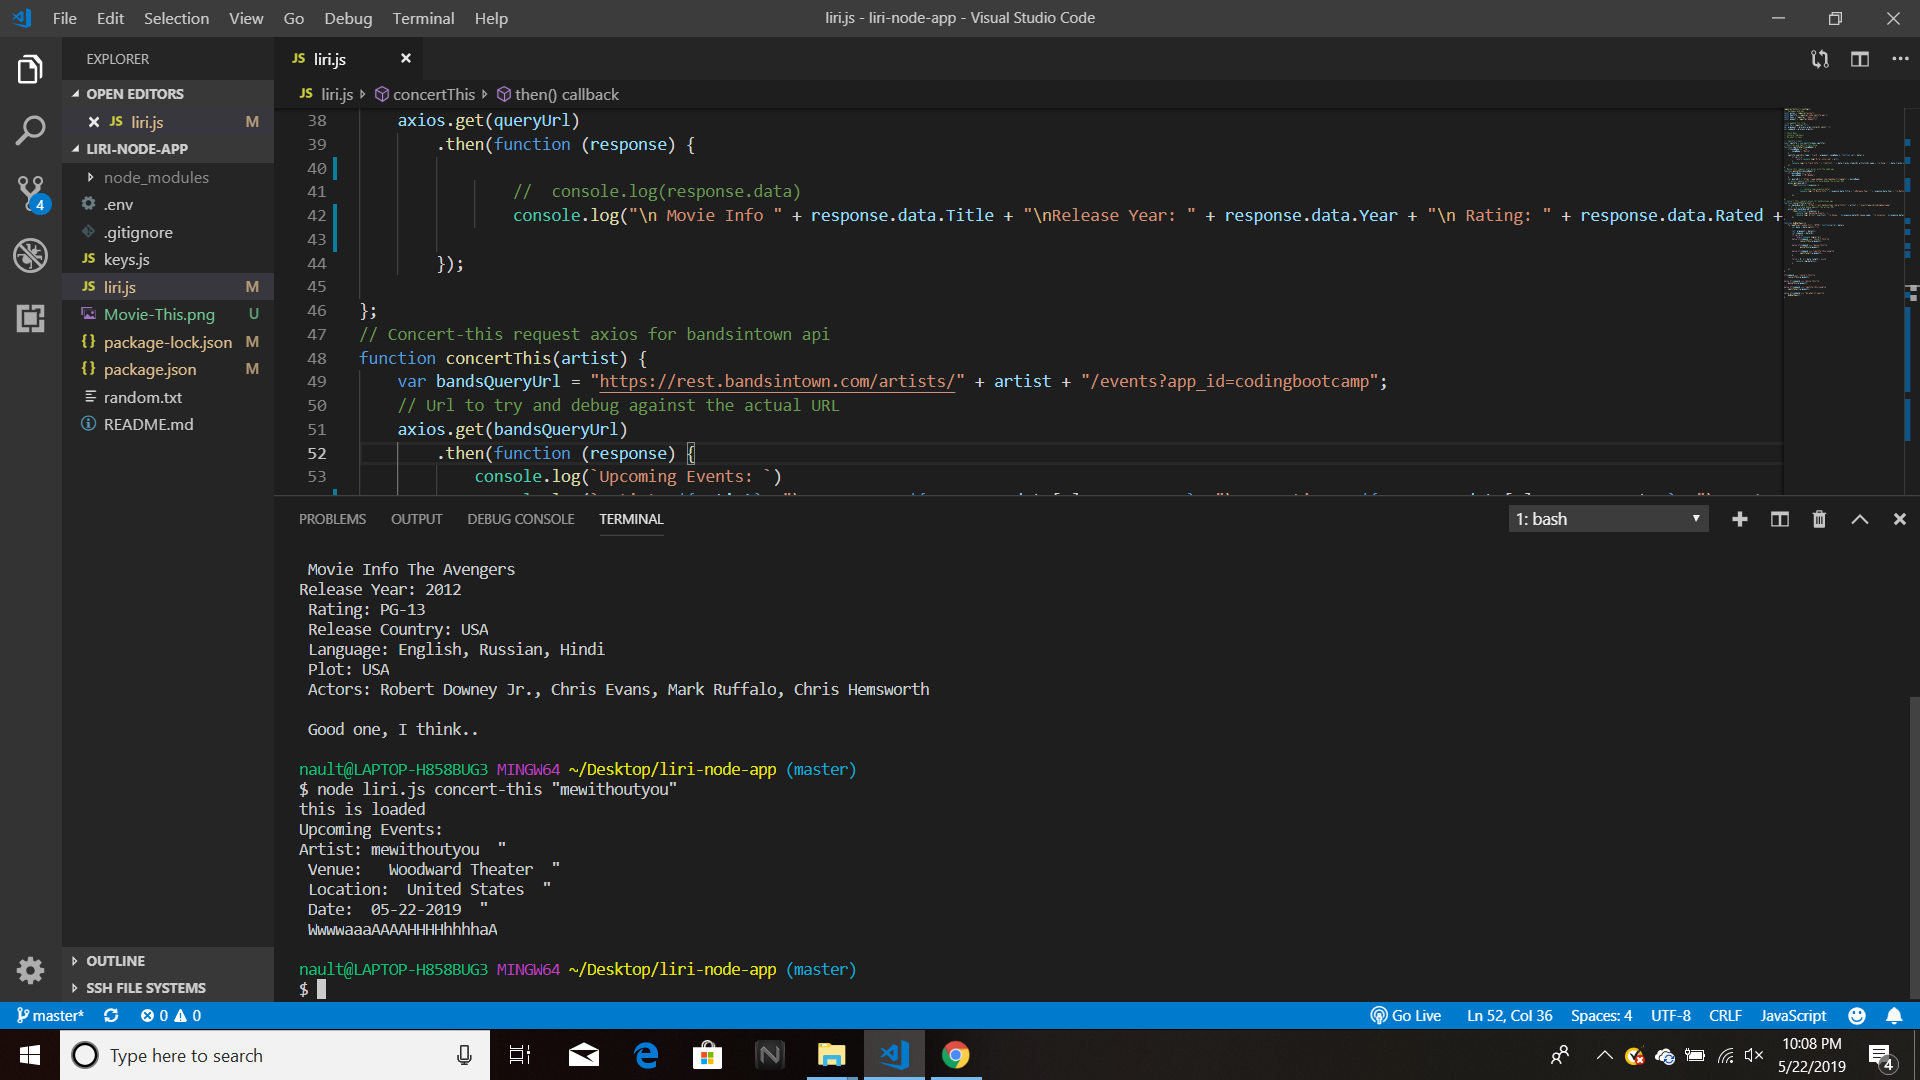 File Edit Selection View Go Debug Terminal Help
liri.js - liri-node-app - Visual Studio Code
EXPLORER
OPEN EDITORS
JS liri.js M
LIRI-NODE-APP
node_modules
.env
.gitignore
JS keys.js
JS liri.js M
Movie-This.png U
{} package-lock.json M
{} package.json M
random.txt
README.md
OUTLINE
SSH FILE SYSTEMS
4
JS liri.js
JS liri.js concertThis then() callback
38 axios.get(queryUrl)
39 .then(function (response) {
40
41 // console.log(response.data)
42 console.log("\n Movie Info " + response.data.Title + "\nRelease Year: " + response.data.Year + "\n Rating: " + response.data.Rated +
43
44 });
45
46 };
47 // Concert-this request axios for bandsintown api
48 function concertThis(artist) {
49 var bandsQueryUrl = "https://rest.bandsintown.com/artists/" + artist + "/events?app_id=codingbootcamp";
50 // Url to try and debug against the actual URL
51 axios.get(bandsQueryUrl)
52 .then(function (response) {
53 console.log(`Upcoming Events: `)
PROBLEMS OUTPUT DEBUG CONSOLE TERMINAL
1: bash
Movie Info The Avengers
Release Year: 2012
Rating: PG-13
Release Country: USA
Language: English, Russian, Hindi
Plot: USA
Actors: Robert Downey Jr., Chris Evans, Mark Ruffalo, Chris Hemsworth
Good one, I think..
nault@LAPTOP-H858BUG3 MINGW64 ~/Desktop/liri-node-app (master)
$ node liri.js concert-this "mewithoutyou"
this is loaded
Upcoming Events:
Artist: mewithoutyou "
Venue: Woodward Theater "
Location: United States "
Date: 05-22-2019 "
WwwwaaaAAAAHHHHhhhhaA
nault@LAPTOP-H858BUG3 MINGW64 ~/Desktop/liri-node-app (master)
$
master* 0 0
Go Live Ln 52, Col 36 Spaces: 4 UTF-8 CRLF JavaScript
Type here to search
10:08 PM
5/22/2019
4